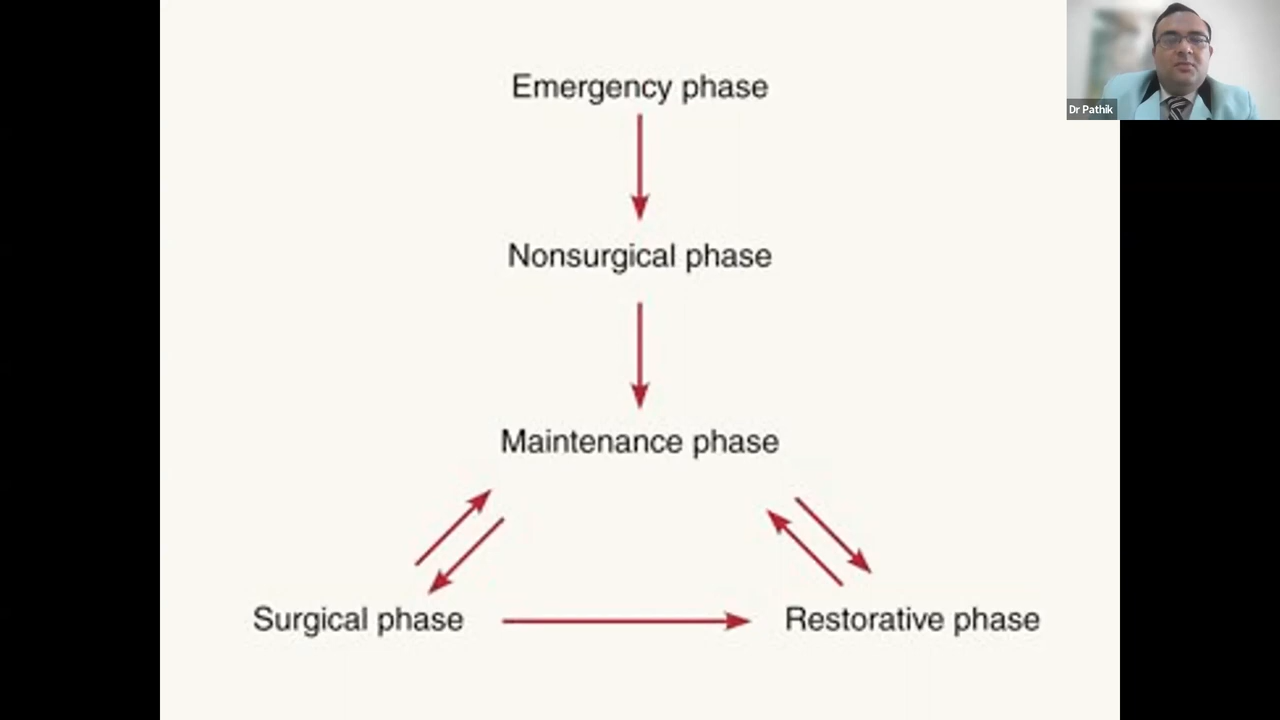 Emergency phase
Dr Pathik
Nonsurgical phase
Maintenance phase
Surgical phase
Restorative phase